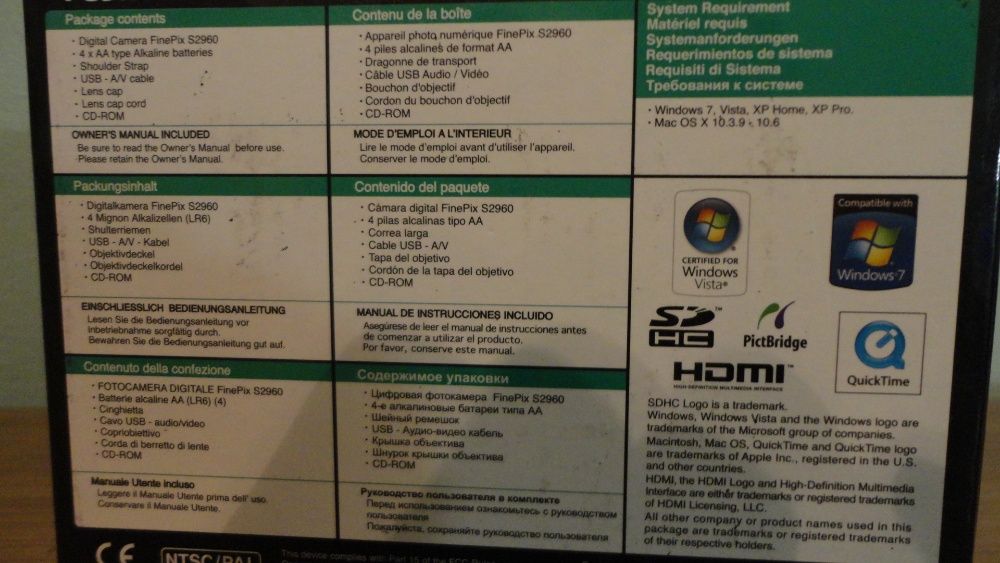 Package contents
· Digital Camera FinePix S2960
· 4 x AA type Alkaline batteries
· Shoulder Strap
· USB - A/V cable
· Lens cap
· Lens cap cord
· CD-ROM
OWNER'S MANUAL INCLUDED
Be sure to read the Owner's Manual before use.
Please retain the Owner's Manual.
Contenu de la boîte
· Appareil photo numérique FinePix S2960
· 4 piles alcalines de format AA
· Dragonne de transport
· Câble USB Audio / Vidéo
· Bouchon d'objectif
· Cordon du bouchon d'objectif
· CD-ROM
MODE D'EMPLOI A L'INTERIEUR
Lire le mode d'emploi avant d'utiliser l'appareil.
Conserver le mode d'emploi.
System Requirement
Matériel requis
Systemanforderungen
Requerimientos de sistema
Requisiti di Sistema
Требования к системе
· Windows 7, Vista, XP Home, XP Pro.
· Mac OS X 10.3.9 - 10.6
Packungsinhalt
· Digitalkamera FinePix S2960
· 4 Mignon Alkalizellen (LR6)
· Shulterriemen
· USB - A/V - Kabel
· Objektivdeckel
· Objektivdeckelkordel
· CD-ROM
EINSCHLIESSLICH BEDIENUNGSANLEITUNG
Lesen Sie die Bedienungsanleitung vor
Inbetriebnahme sorgfältig durch.
Bewahren Sie die Bedienungsanleitung gut auf.
Contenido del paquete
· Cámara digital FinePix S2960
· 4 pilas alcalinas tipo AA
· Correa larga
· Cable USB - A/V
· Tapa del objetivo
· Cordón de la tapa del objetivo
· CD-ROM
MANUAL DE INSTRUCCIONES INCLUIDO
Asegúrese de leer el manual de instrucciones antes
de comenzar a utilizar el producto.
Por favor, conserve este manual.
CERTIFIED FOR
Windows
Vista®
Compatible with
Windows 7
SD HC ™
PictBridge
QuickTime
HDMI ™
HIGH-DEFINITION MULTIMEDIA INTERFACE
Contenuto della confezione
· FOTOCAMERA DIGITALE FinePix S2960
· Batterie alcaline AA (LR6) (4)
· Cinghietta
· Cavo USB - audio/video
· Copriobiettivo
· Corda di berretto di lente
· CD-ROM
Manuale Utente incluso
Leggere il Manuale Utente prima dell' uso.
Conservare il Manuale Utente.
Содержимое упаковки
· Цифровая фотокамера FinePix S2960
· 4-е алкалиновые батареи типа АА
· Шейный ремешок
· USB - Аудио-видео кабель
· Крышка объектива
· Шнурок крышки объектива
· CD-ROM
Руководство пользователя в комплекте
Перед использованием ознакомьтесь с руководством
пользователя
Пожалуйста, сохраняйте руководство пользователя
SDHC Logo is a trademark.
Windows, Windows Vista and the Windows logo are
trademarks of the Microsoft group of companies.
Macintosh, Mac OS, QuickTime and QuickTime logo
are trademarks of Apple Inc., registered in the U.S.
and other countries.
HDMI, the HDMI Logo and High-Definition Multimedia
Interface are either trademarks or registered trademarks
of HDMI Licensing, LLC.
All other company or product names used in this
package are trademarks or registered trademarks
of their respective holders.
CE
NTSC/PAL
This device complies with Part 15 of the FCC